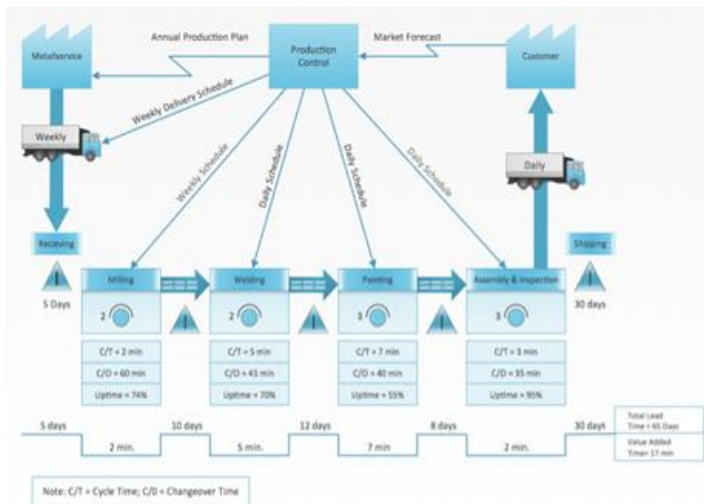 Metallservice
Annual Production Plan
Production
Control
Market Forecast
Customer
Weekly Delivery Schedule
Weekly
Weekly Schedule
Daily Schedule
Daily Schedule
Daily Schedule
Daily
Recieving
Shipping
5 Days
Milling
Welding
Painting
Assembly & Inspection
30 days
2
2
3
3
C/T = 2 min
C/O = 60 min
Uptime = 74%
C/T = 5 min
C/O = 45 min
Uptime = 70%
C/T = 7 min
C/O = 40 min
Uptime = 55%
C/T = 3 min
C/O = 35 min
Uptime = 95%
5 days
10 days
12 days
8 days
30 days
2 min.
5 min.
7 min
2 min.
Total Lead
Time = 65 Days
Value Added
Time= 17 min
Note: C/T = Cycle Time; C/0 = Changeover Time